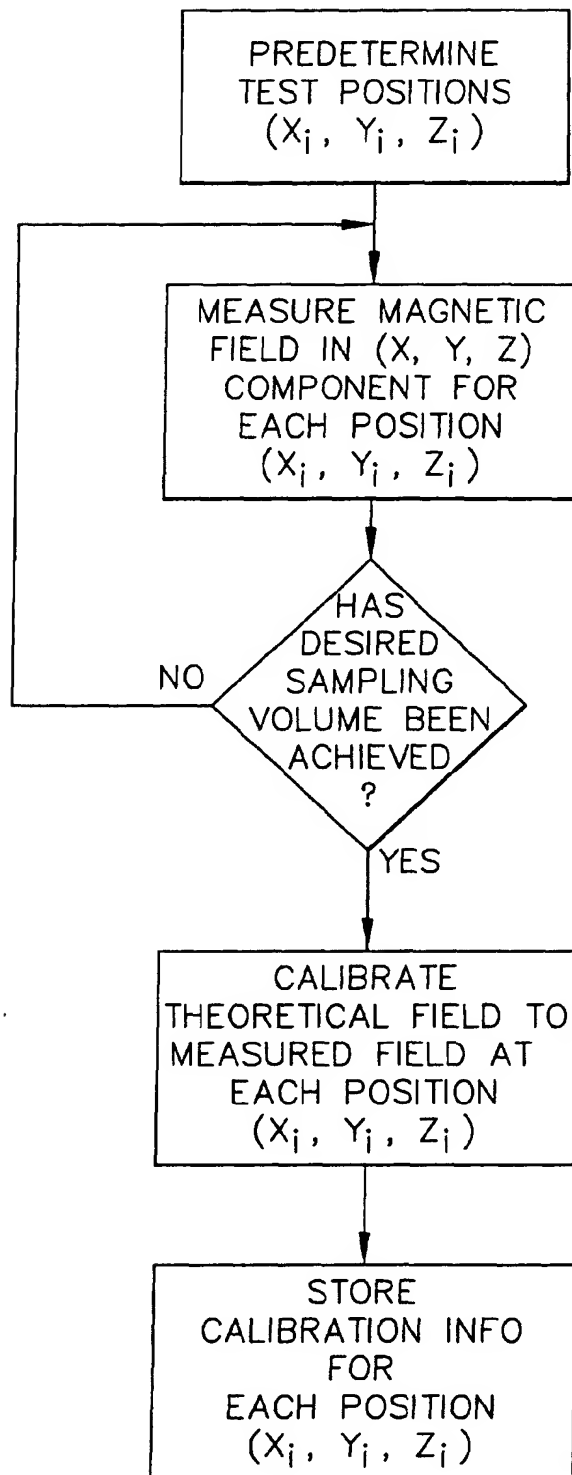 PREDETERMINE
TEST POSITIONS
(Xi, Yi, Zi)
MEASURE MAGNETIC
FIELD IN (X, Y, Z)
COMPONENT FOR
EACH POSITION
(Xi, Yi, Zi)
HAS
DESIRED
SAMPLING
VOLUME BEEN
ACHIEVED
?
NO
YES
CALIBRATE
THEORETICAL FIELD TO
MEASURED FIELD AT
EACH POSITION
(Xi, Yi, Zi)
STORE
CALIBRATION INFO
FOR
EACH POSITION
(Xi, Yi, Zi)